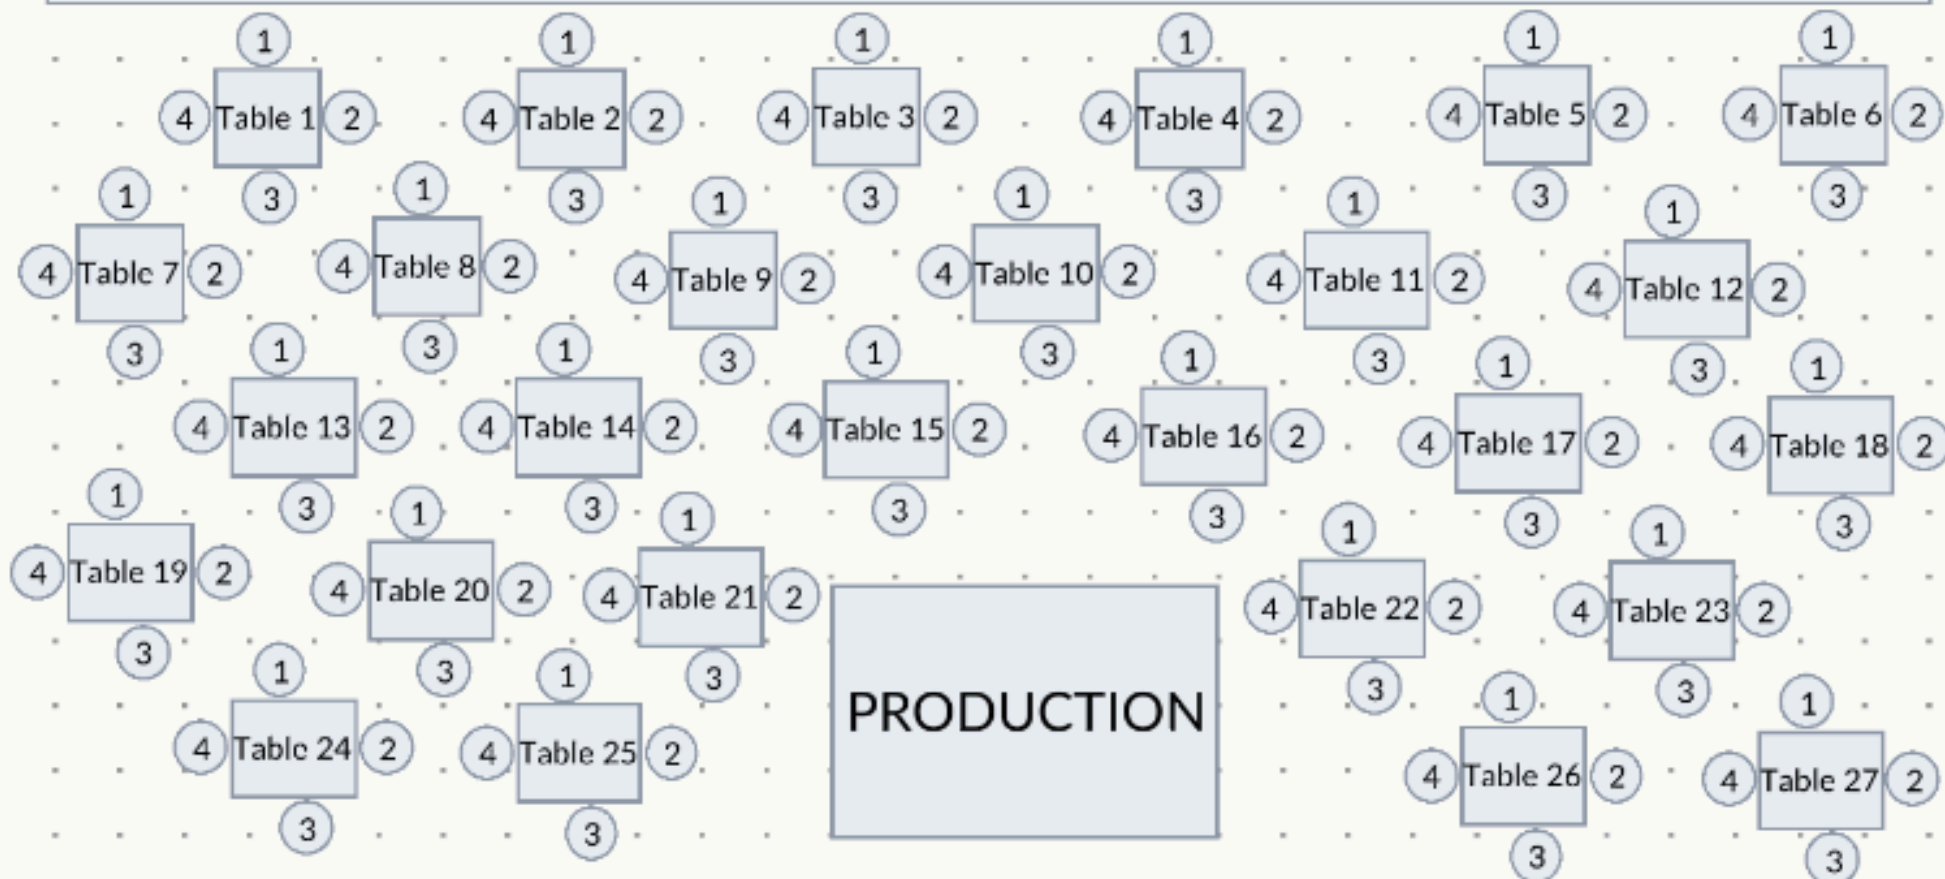 1 1 1 1 1 1
4 Table 1 2 4 Table 2 2 4 Table 3 2 4 Table 4 2 4 Table 5 2 4 Table 6 2
3 3 3 3 3 3
1 1 1 1 1 1
4 Table 7 2 4 Table 8 2 4 Table 9 2 4 Table 10 2 4 Table 11 2 4 Table 12 2
3 3 3 3 3 3
1 1 1 1 1 1
4 Table 13 2 4 Table 14 2 4 Table 15 2 4 Table 16 2 4 Table 17 2 4 Table 18 2
3 3 3 3 3 3
1 1 1 1 1
4 Table 19 2 4 Table 20 2 4 Table 21 2 4 Table 22 2 4 Table 23 2
3 3 3 3 3
PRODUCTION
1 1 1 1
4 Table 24 2 4 Table 25 2 4 Table 26 2 4 Table 27 2
3 3 3 3